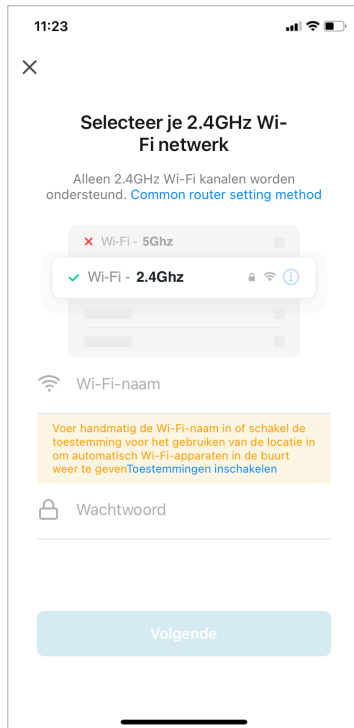 11:23
Selecteer je 2.4GHz Wi-
Fi netwerk
Alleen 2.4GHz Wi-Fi kanalen worden
ondersteund. Common router setting method
Wi-Fi - 5Ghz
Wi-Fi - 2.4Ghz
Wi-Fi-naam
Voer handmatig de Wi-Fi-naam in of schakel de
toestemming voor het gebruiken van de locatie in
om automatisch Wi-Fi-apparaten in de buurt
weer te gevenToestemmingen inschakelen
Wachtwoord
Volgende